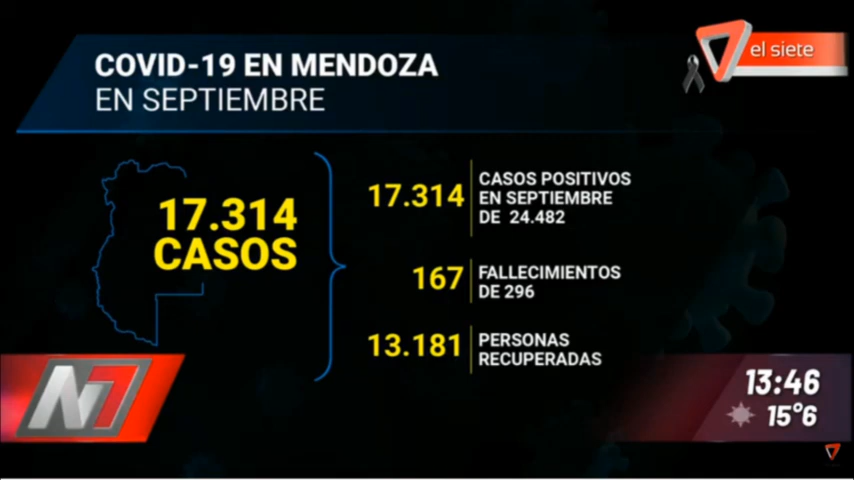 COVID-19 EN MENDOZA
EN SEPTIEMBRE
el siete
17.314
CASOS
17.314
CASOS POSITIVOS
EN SEPTIEMBRE
DE 24.482
167
FALLECIMIENTOS
DE 296
13.181
PERSONAS
RECUPERADAS
N7
13:46
15°6